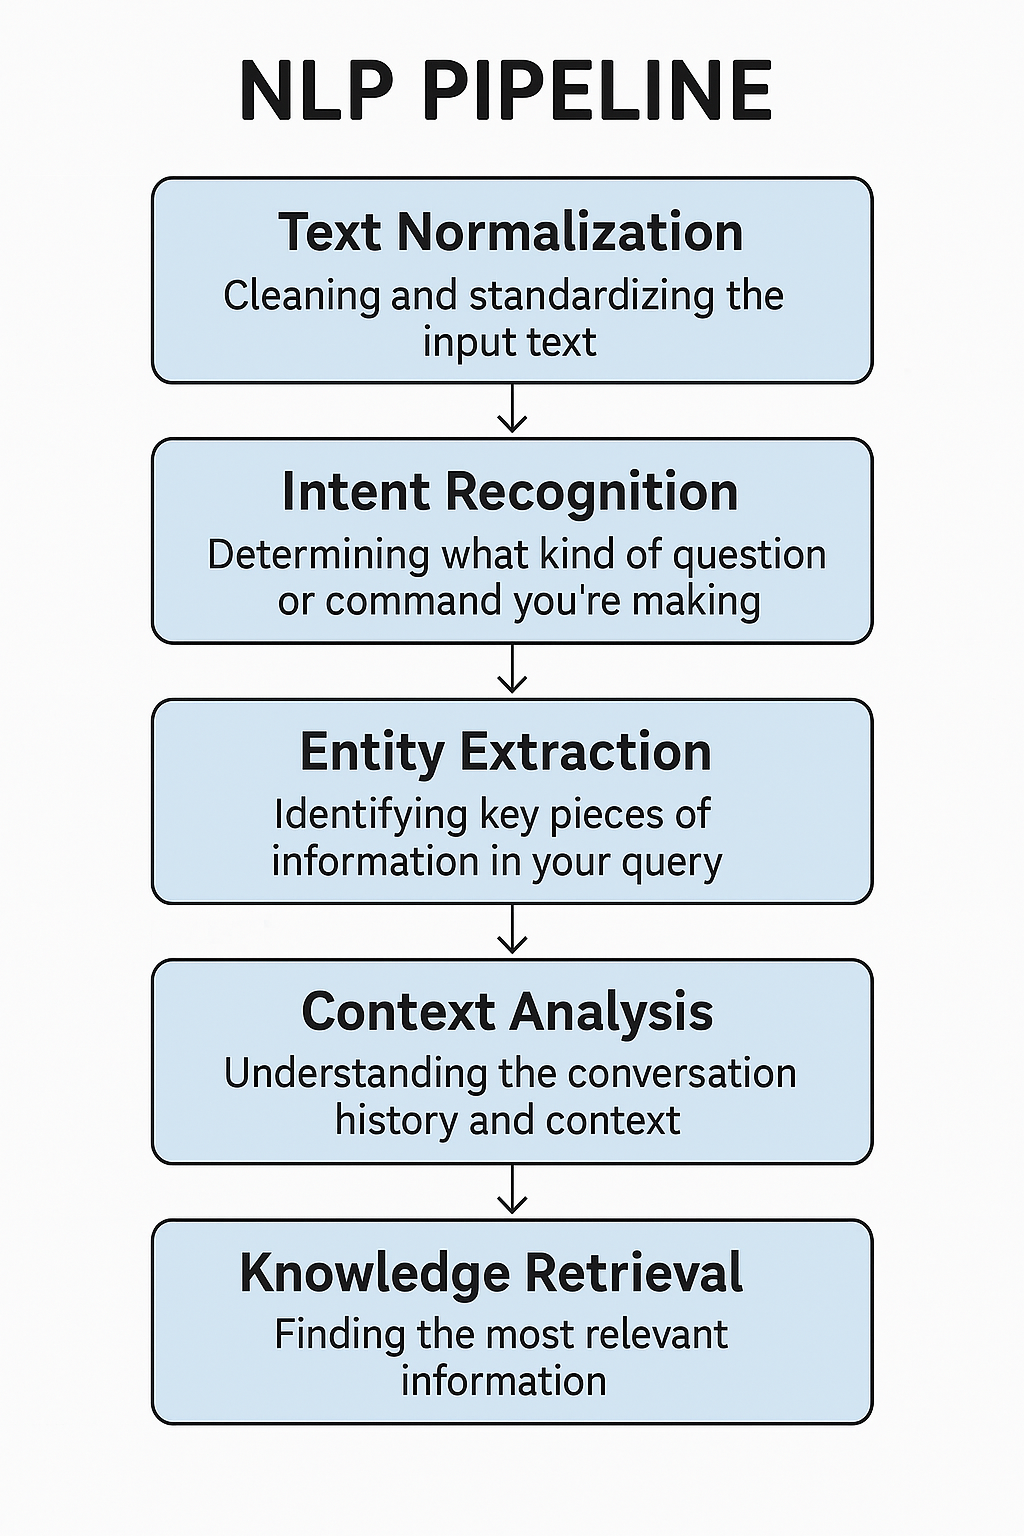 NLP PIPELINE
Text Normalization
Cleaning and standardizing the
input text
Intent Recognition
Determining what kind of question
or command you're making
Entity Extraction
Identifying key pieces of
information in your query
Context Analysis
Understanding the conversation
history and context
Knowledge Retrieval
Finding the most relevant
information